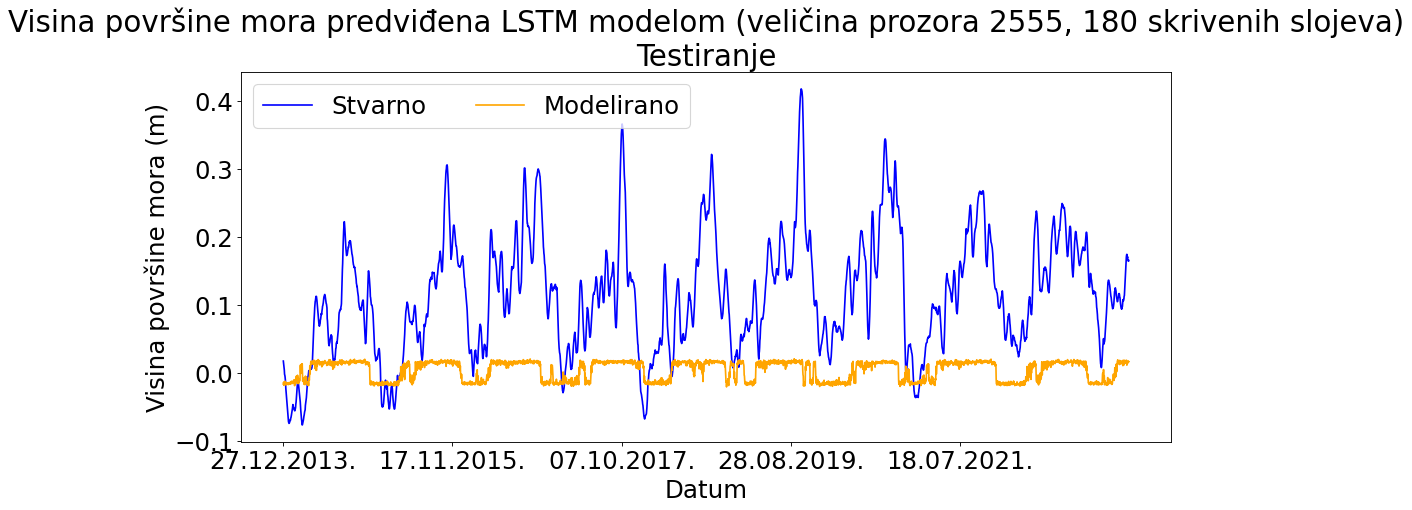 Visina površine mora predviđena LSTM modelom (veličina prozora 2555, 180 skrivenih slojeva)
Testiranje
Stvarno
Modelirano
Visina površine mora (m)
0.4
0.3
0.2
0.1
0.0
−0.1
27.12.2013.
17.11.2015.
07.10.2017.
28.08.2019.
18.07.2021.
Datum